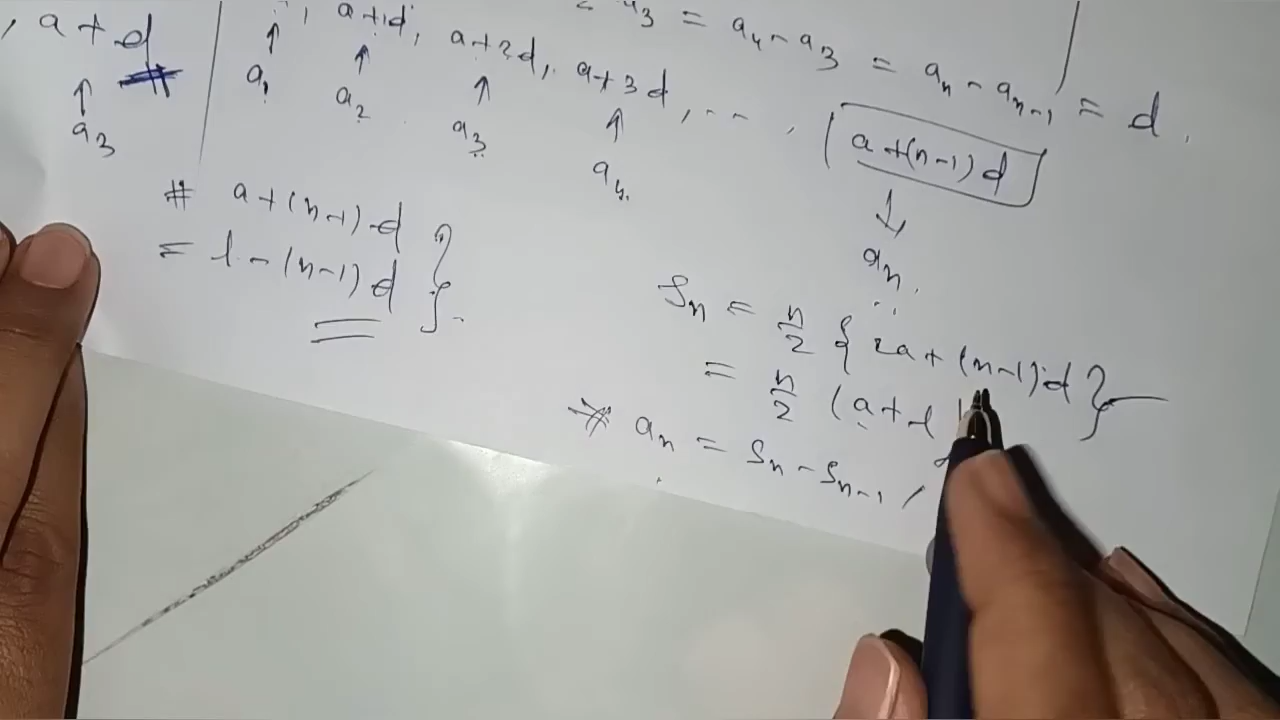 , a + d
a₃
a + 1d, a + 2d, a + 3d, ..., a + (n-1) d
a₁ a₂ a₃ a₄
a₃ = a₄ - a₃ = aₙ - aₙ₋₁ = d.
aₙ.
# a + (n-1) d
= l - (n-1) d }.
Sₙ = n/2 { 2a + (n-1) d }
= n/2 (a + l
aₙ = Sₙ - Sₙ₋₁